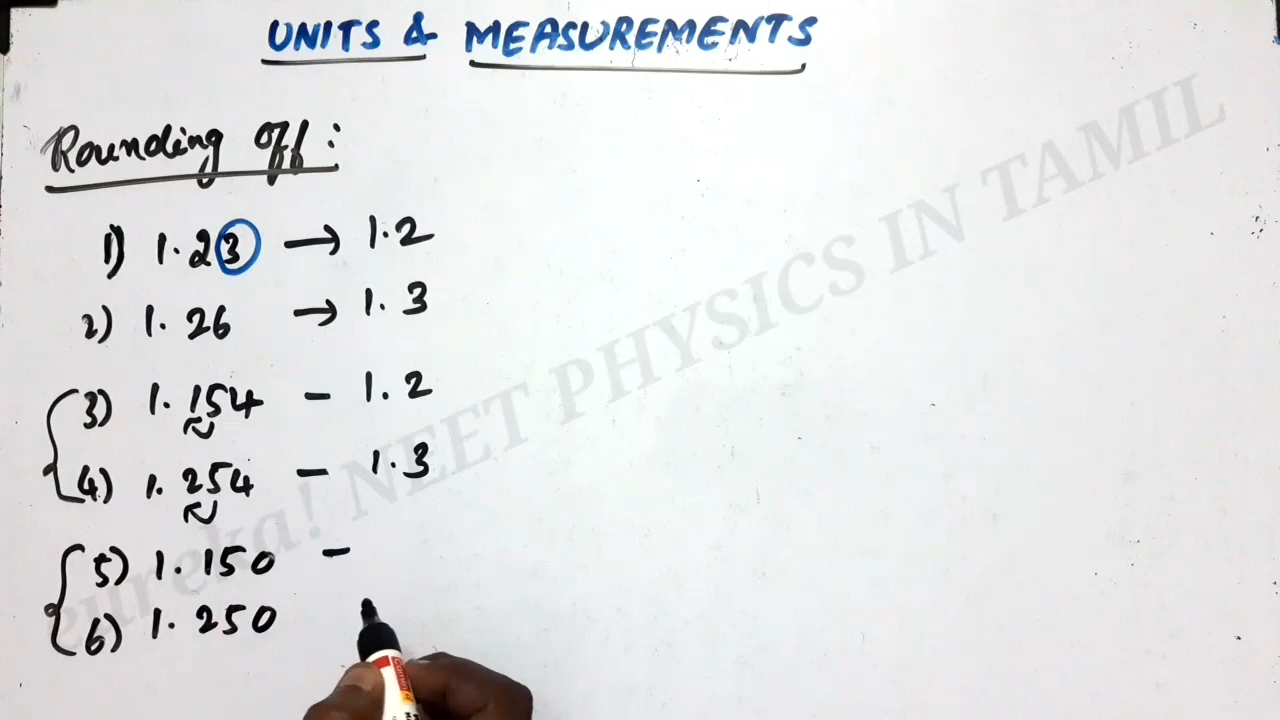 UNITS & MEASUREMENTS
Rounding Off:
1) 1.23 → 1.2
2) 1.26 → 1.3
3) 1.154 - 1.2
4) 1.254 - 1.3
5) 1.150 -
6) 1.250
eureka! NEET PHYSICS IN TAMIL